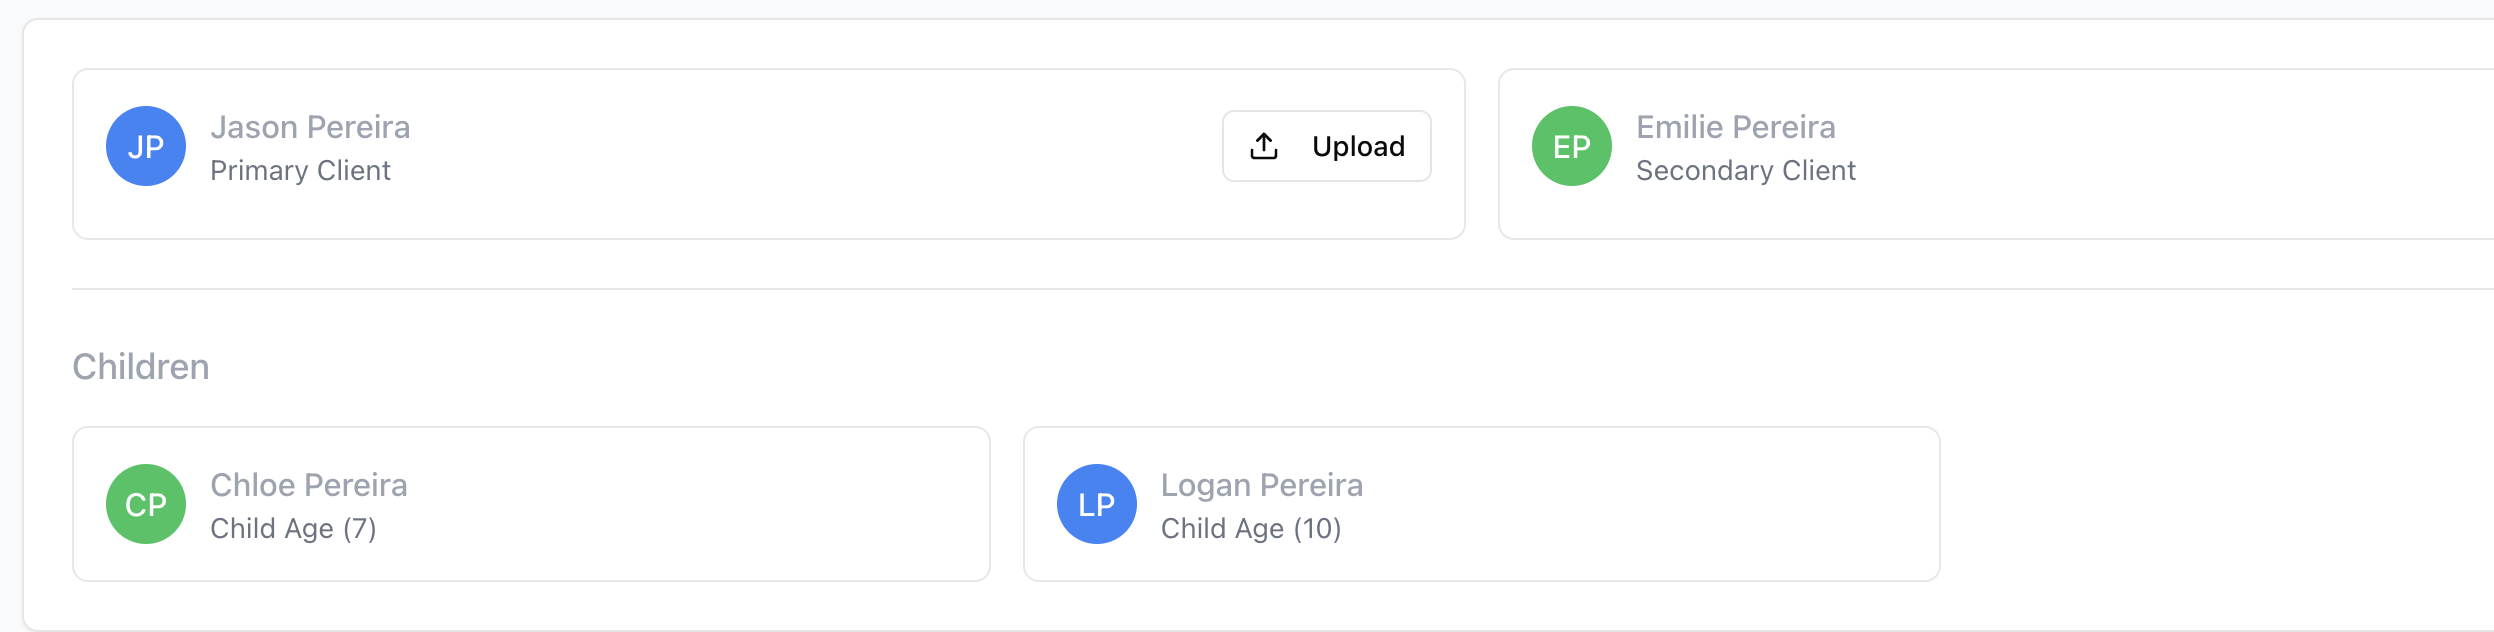 JP
Jason Pereira
Primary Client
Upload
EP
Emilie Pereira
Secondary Client
Children
CP
Chloe Pereira
Child Age (7)
LP
Logan Pereira
Child Age (10)